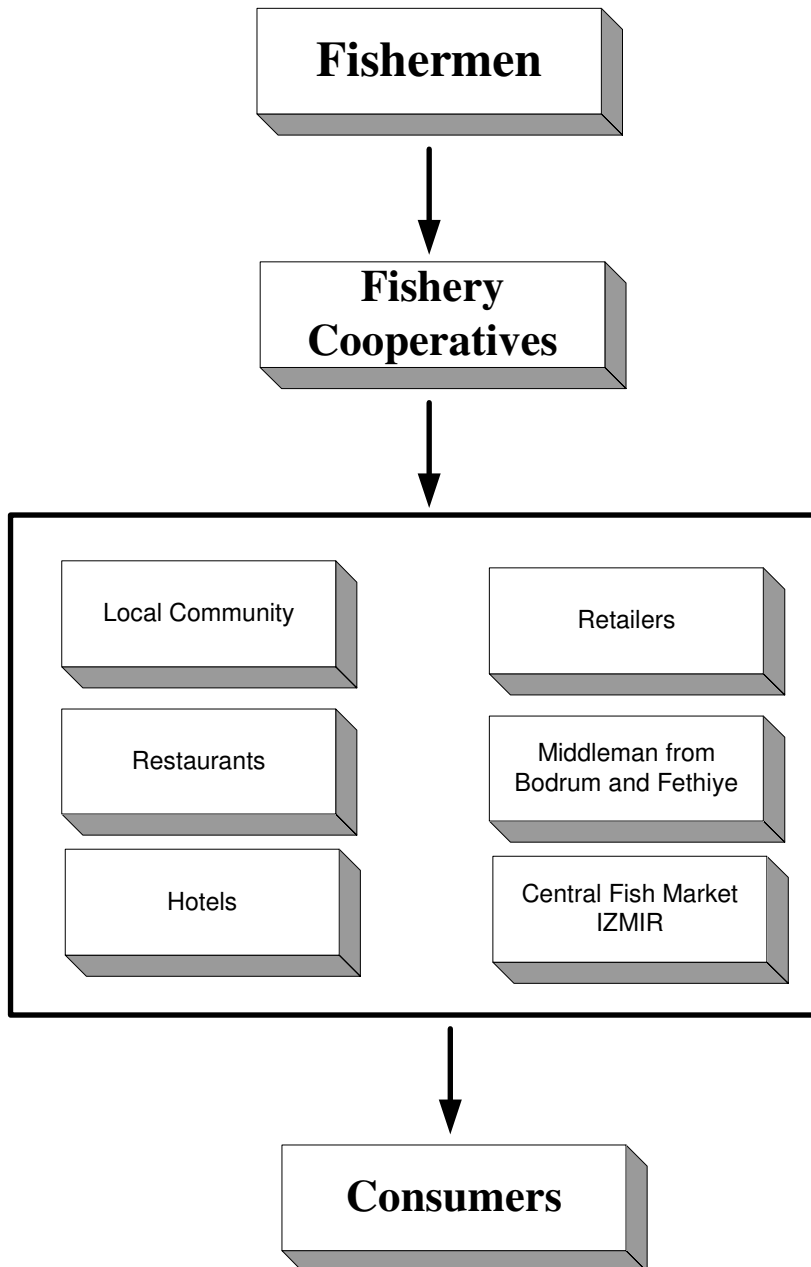 Fishermen
Fishery
Cooperatives
Local Community
Retailers
Restaurants
Middleman from
Bodrum and Fethiye
Hotels
Central Fish Market
IZMIR
Consumers